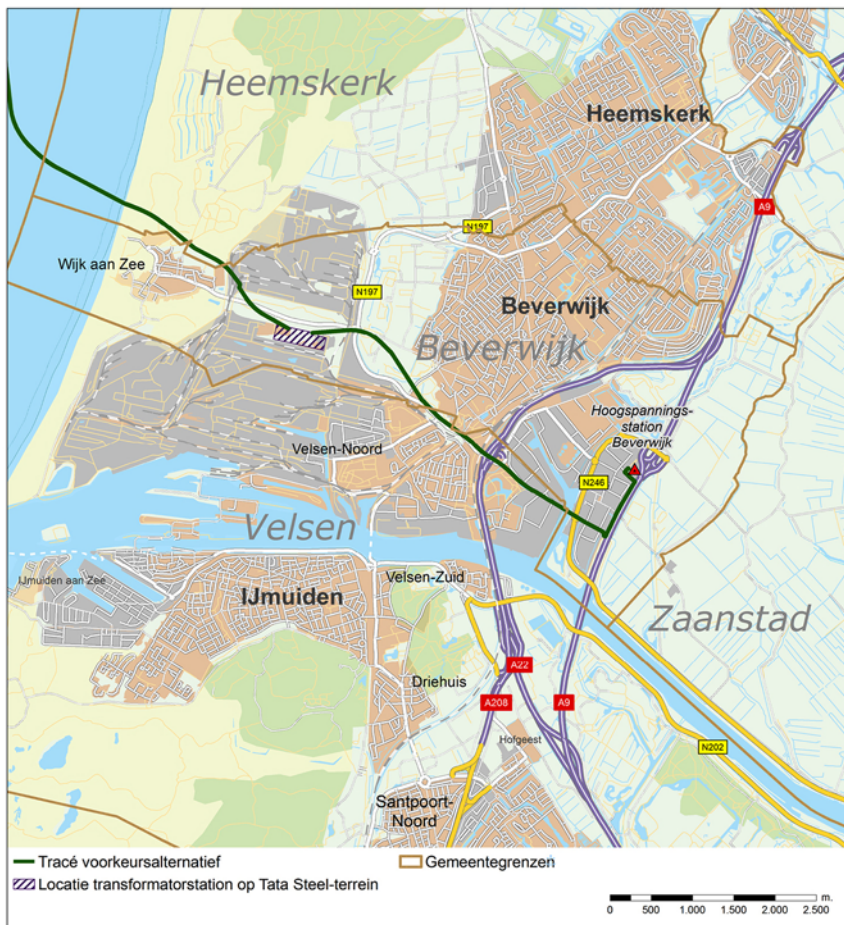 Heemskerk
Heemskerk
A9
N197
Wijk aan Zee
N197
Beverwijk
Beverwijk
Hoogspannings-
station
Beverwijk
Velsen-Noord
N246
Velsen
IJmuiden aan Zee
Velsen-Zuid
IJmuiden
Zaanstad
A22
Driehuis
A208
A9
Hofgeest
N202
Santpoort-
Noord
Tracé voorkeursalternatief
Gemeentegrenzen
Locatie transformatorstation op Tata Steel-terrein
m.
0 500 1.000 1.500 2.000 2.500